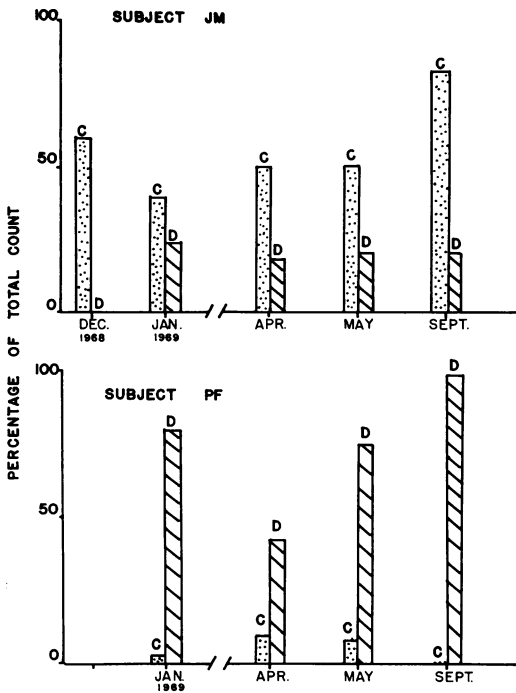 PERCENTAGE OF TOTAL COUNT
SUBJECT JM
100
50
0
C
D
C
D
C
D
C
D
C
D
DEC. JAN. APR. MAY SEPT.
1968 1969
SUBJECT PF
100
50
0
C
D
C
D
C
D
C
D
JAN. APR. MAY SEPT.
1969